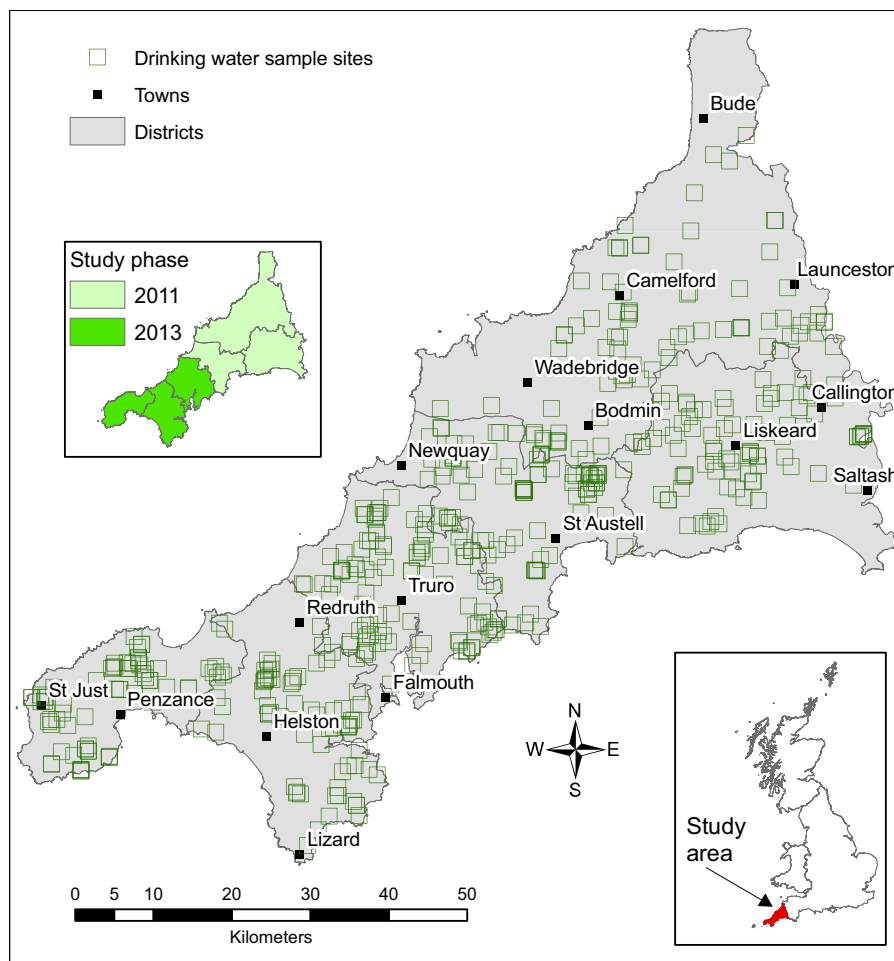 Drinking water sample sites
Towns
Districts
Bude
Study phase
2011
2013
Launceston
Camelford
Wadebridge
Callington
Bodmin
Liskeard
Newquay
Saltash
St Austell
Truro
Redruth
Falmouth
St Just
Penzance
Helston
N
W E
S
Lizard
Study
area
0 5 10 20 30 40 50
Kilometers